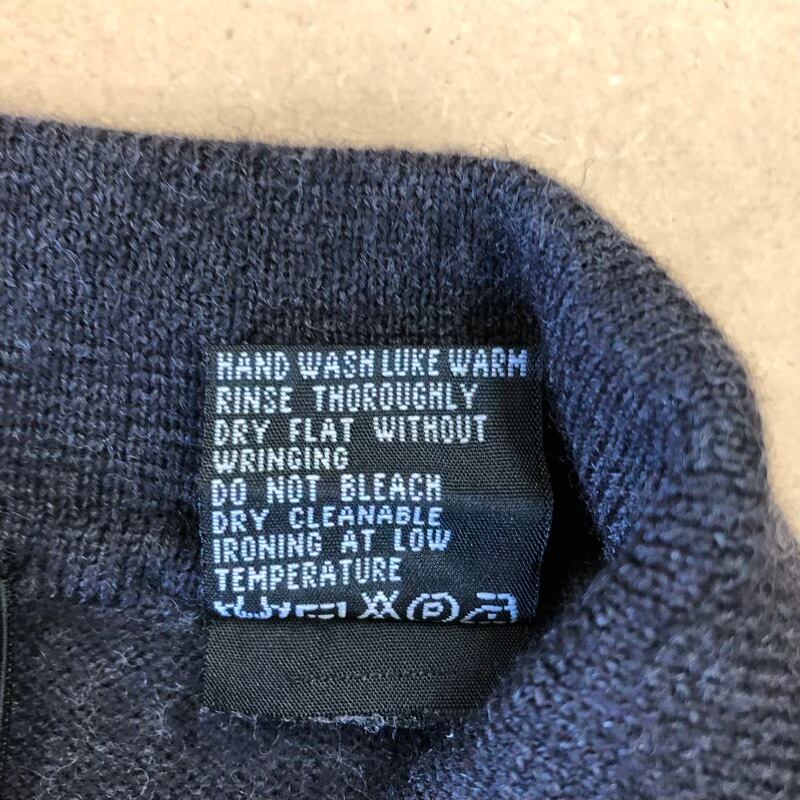 HAND WASH LUKE WARM
RINSE THOROUGHLY
DRY FLAT WITHOUT
WRINGING
DO NOT BLEACH
DRY CLEANABLE
IRONING AT LOW
TEMPERATURE
P